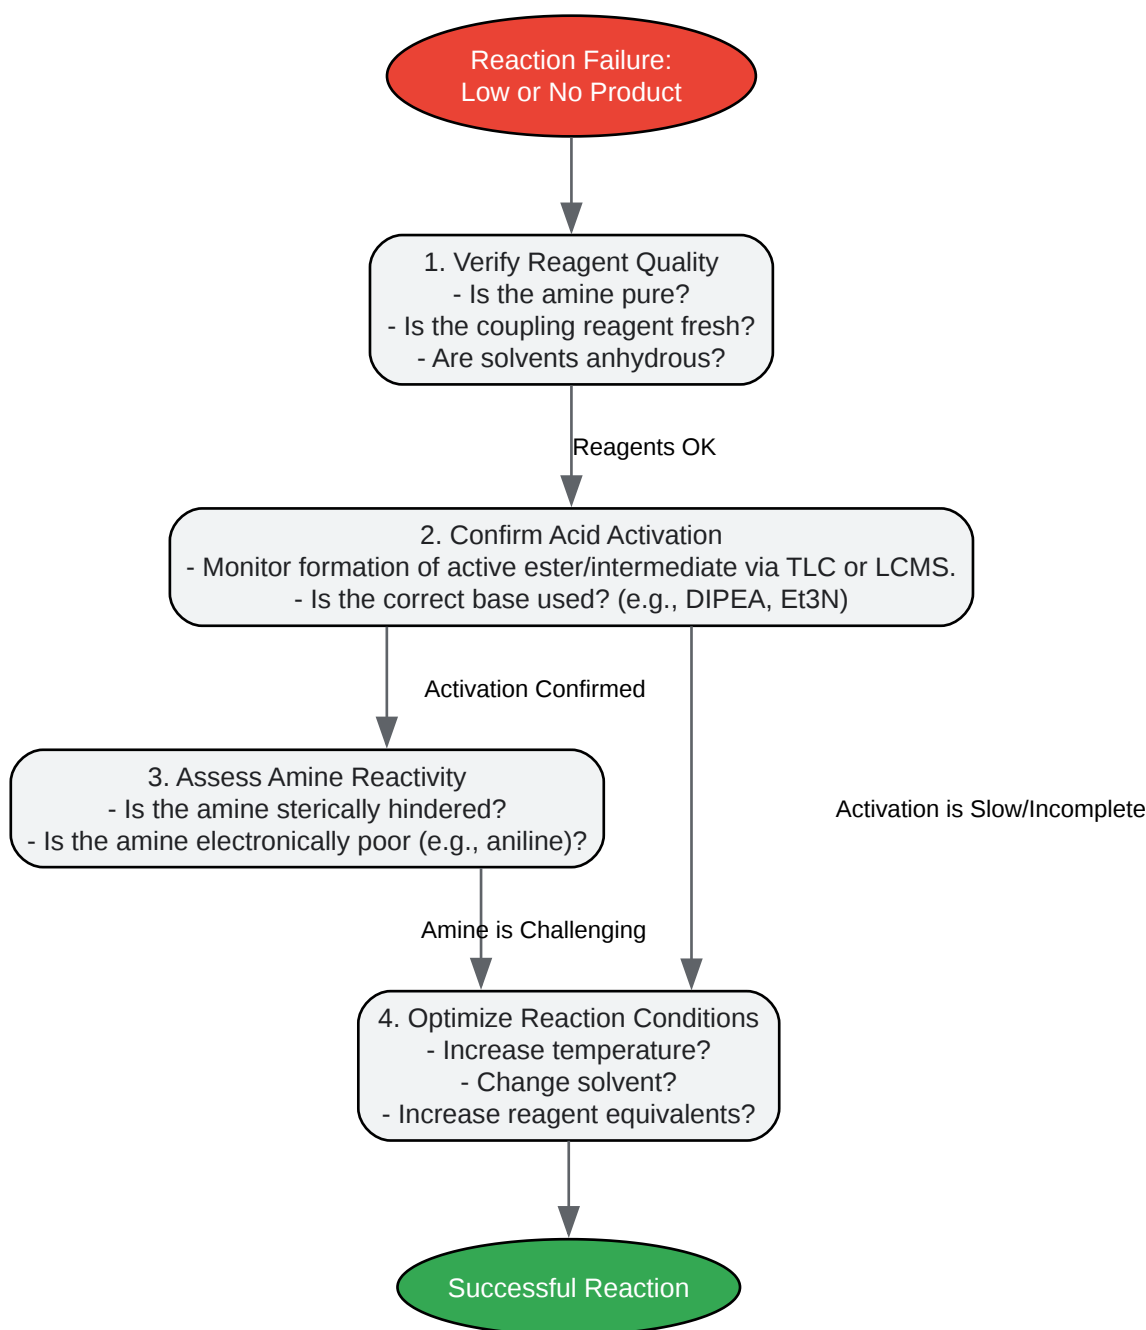 Reaction Failure:
Low or No Product
1. Verify Reagent Quality
- Is the amine pure?
- Is the coupling reagent fresh?
- Are solvents anhydrous?
Reagents OK
2. Confirm Acid Activation
- Monitor formation of active ester/intermediate via TLC or LCMS.
- Is the correct base used? (e.g., DIPEA, Et3N)
Activation Confirmed
3. Assess Amine Reactivity
- Is the amine sterically hindered?
- Is the amine electronically poor (e.g., aniline)?
Activation is Slow/Incomplete
Amine is Challenging
4. Optimize Reaction Conditions
- Increase temperature?
- Change solvent?
- Increase reagent equivalents?
Successful Reaction